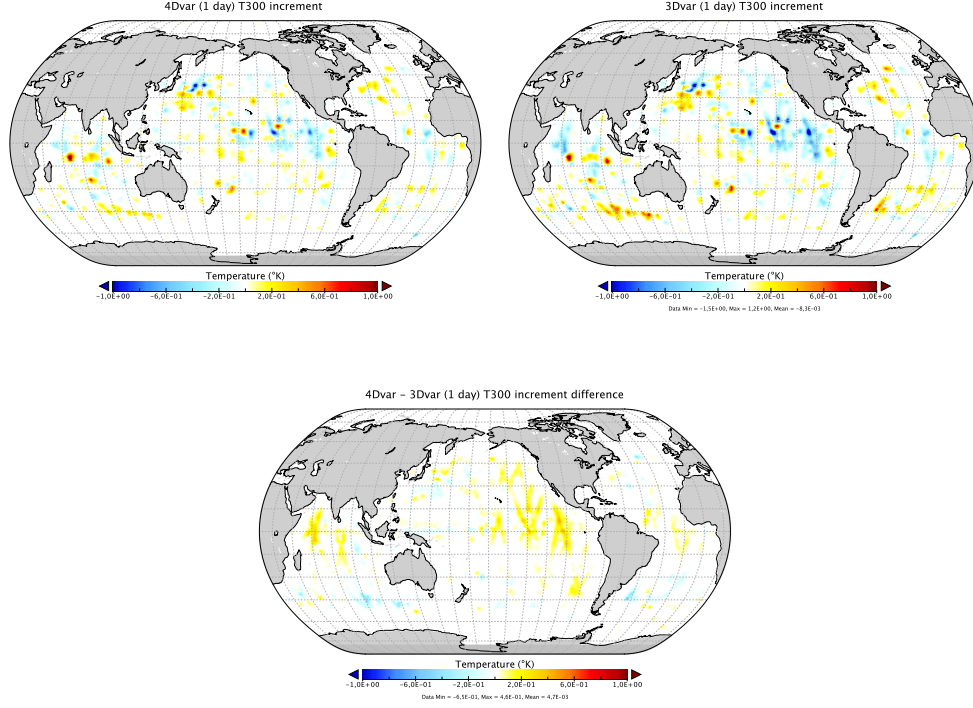 4Dvar (1 day) T300 increment
3Dvar (1 day) T300 increment
Temperature (°K)
-1,0E+00 -6,0E-01 -2,0E-01 2,0E-01 6,0E-01 1,0E+00
Temperature (°K)
-1,0E+00 -6,0E-01 -2,0E-01 2,0E-01 6,0E-01 1,0E+00
Data Min = -1,5E+00, Max = 1,2E+00, Mean = -8,3E-03
4Dvar - 3Dvar (1 day) T300 increment difference
Temperature (°K)
-1,0E+00 -6,0E-01 -2,0E-01 2,0E-01 6,0E-01 1,0E+00
Data Min = -6,5E-01, Max = 4,6E-01, Mean = 4,7E-03